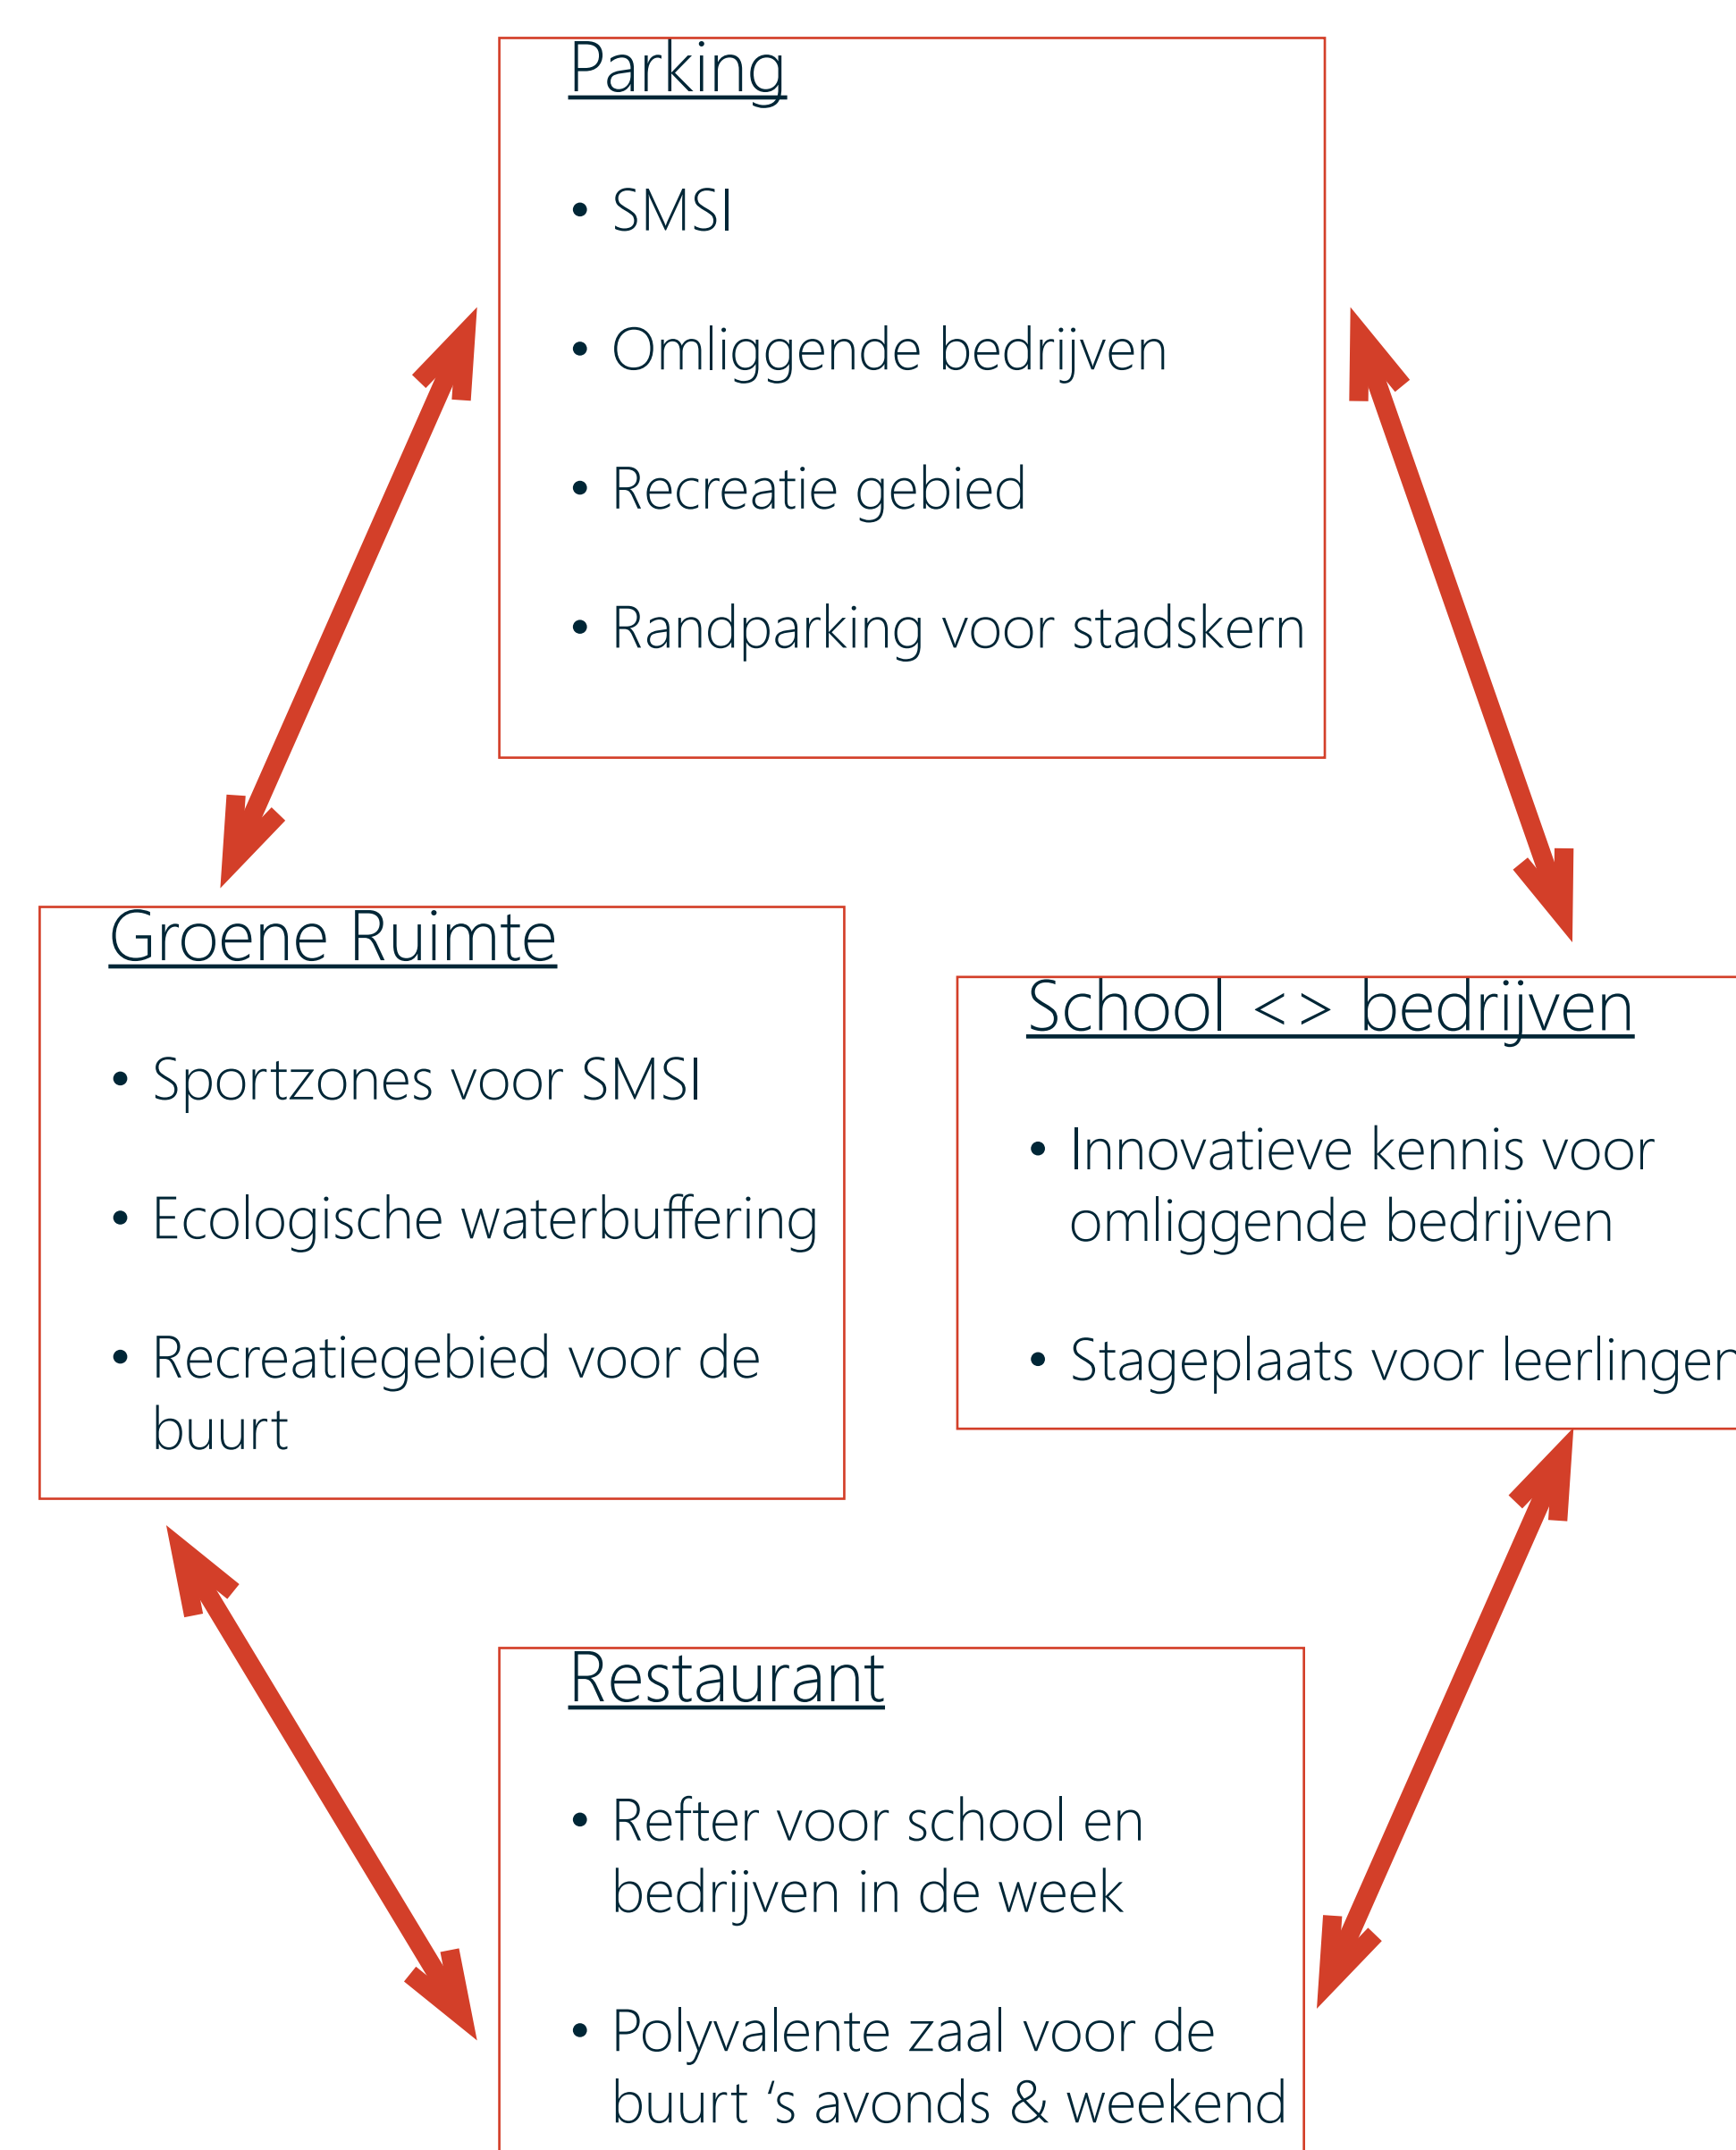 Parking
• SMSI
• Omliggende bedrijven
• Recreatie gebied
• Randparking voor stadskern
Groene Ruimte
• Sportzones voor SMSI
• Ecologische waterbuffering
• Recreatiegebied voor de
buurt
School <> bedrijven
• Innovatieve kennis voor
omliggende bedrijven
• Stageplaats voor leerlingen
Restaurant
• Refter voor school en
bedrijven in de week
• Polyvalente zaal voor de
buurt ‘s avonds & weekend